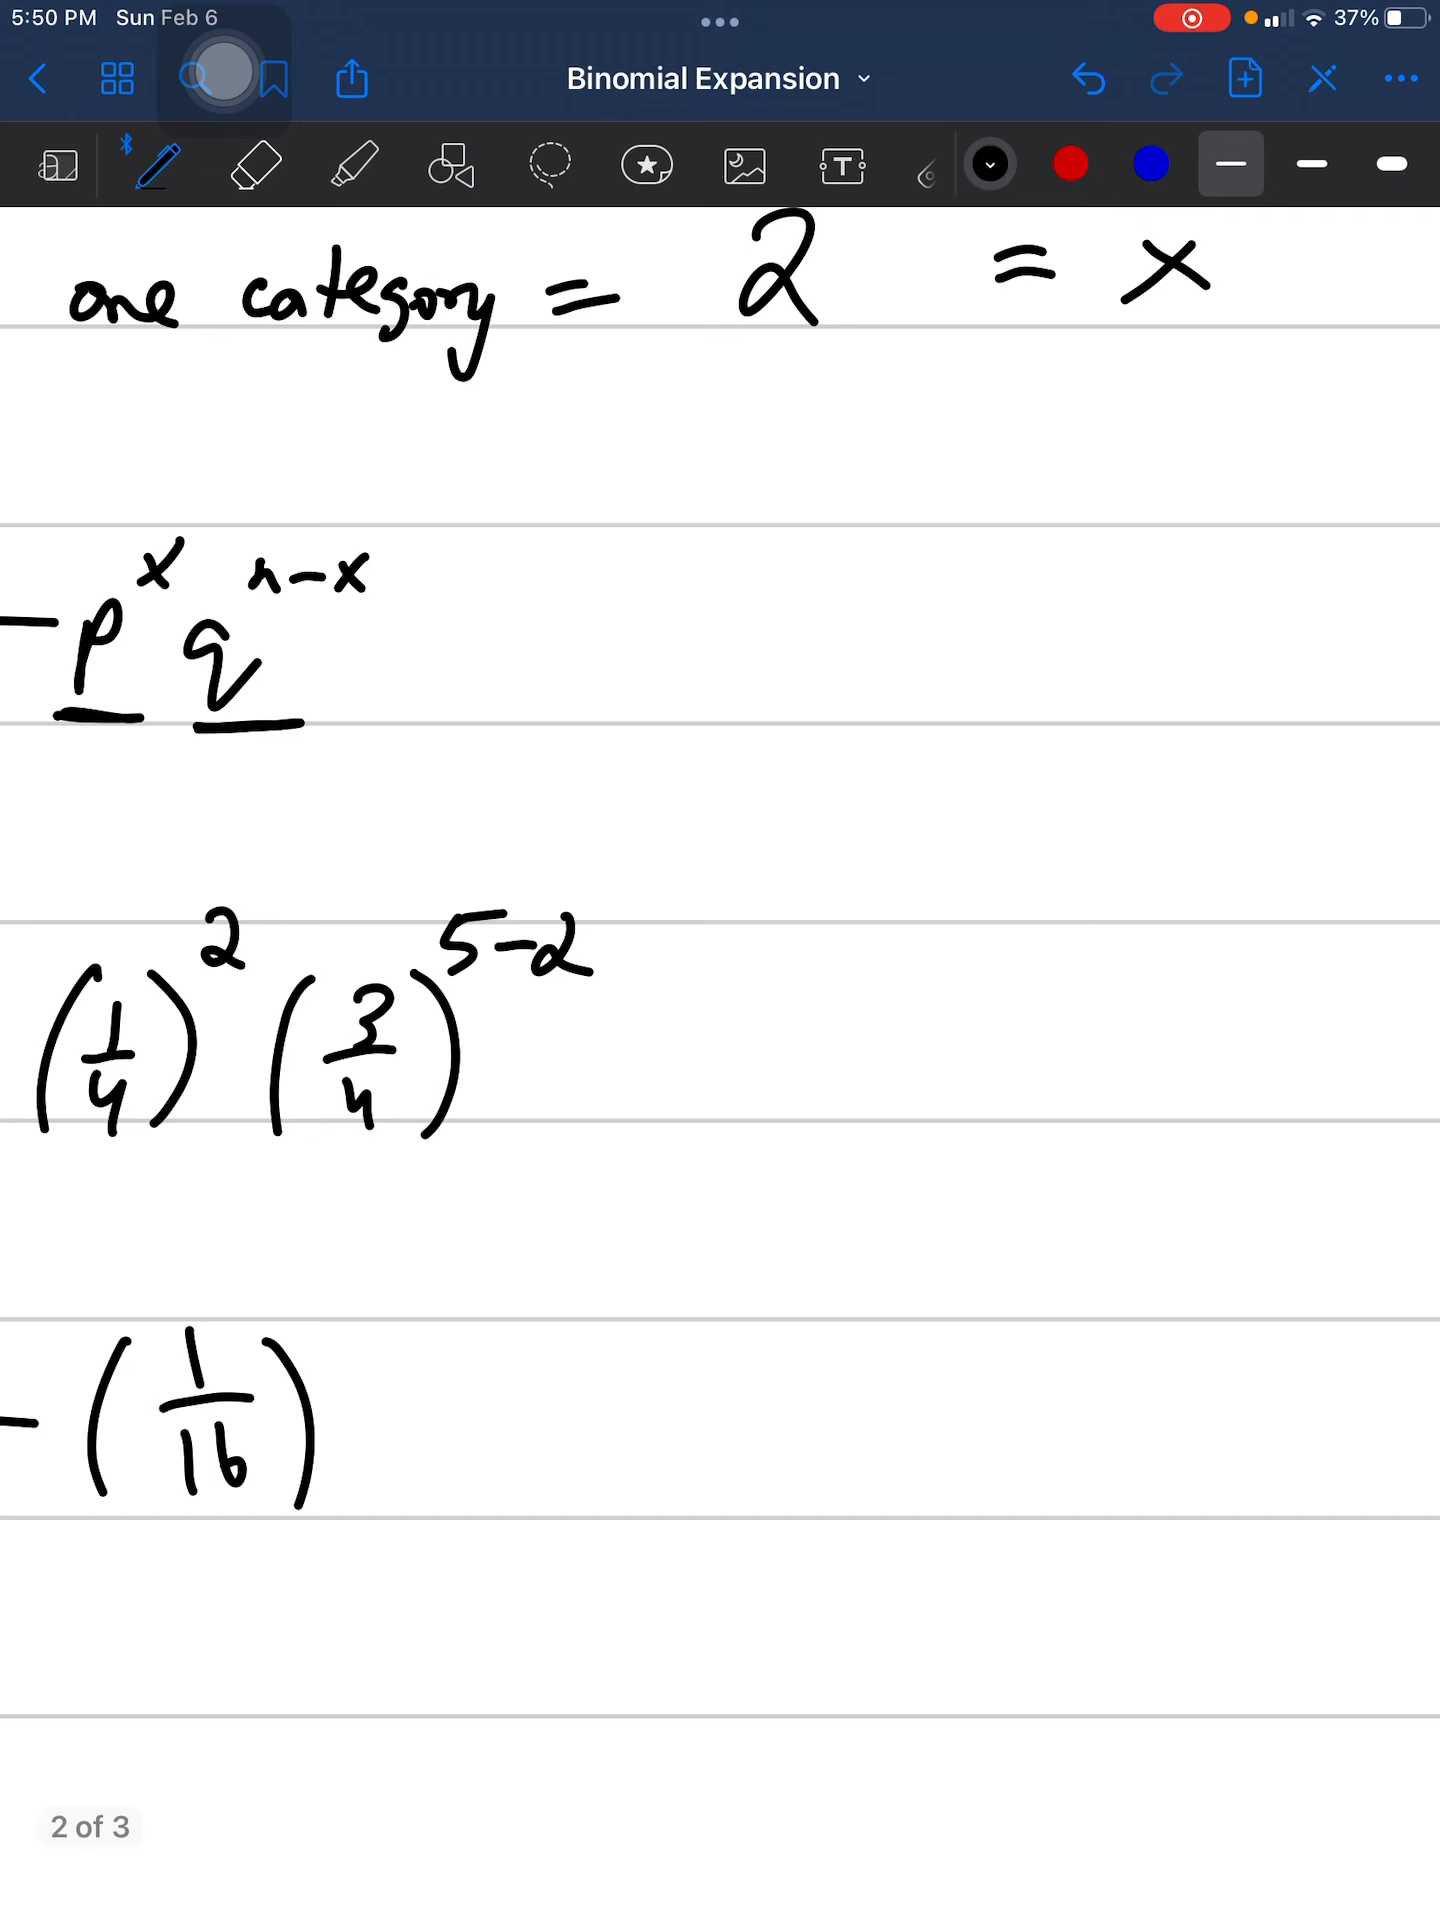 5:50 PM Sun Feb 6
37%
Binomial Expansion
one category = 2 = x
p^x q^(n-x)
(1/4)^2 (3/4)^(5-2)
- (1/16)
2 of 3